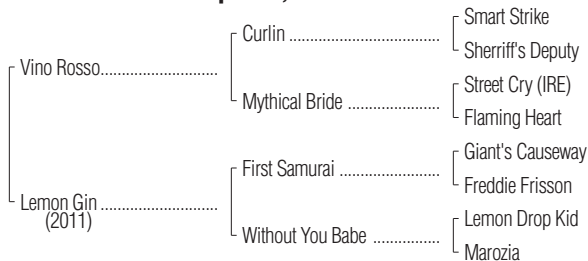 Smart Strike
Curlin ..................................
Sherriff's Deputy
Vino Rosso..........................
Street Cry (IRE)
Mythical Bride ....................
Flaming Heart
Giant's Causeway
First Samurai ......................
Freddie Frisson
Lemon Gin ..........................
(2011)
Lemon Drop Kid
Without You Babe ...............
Marozia